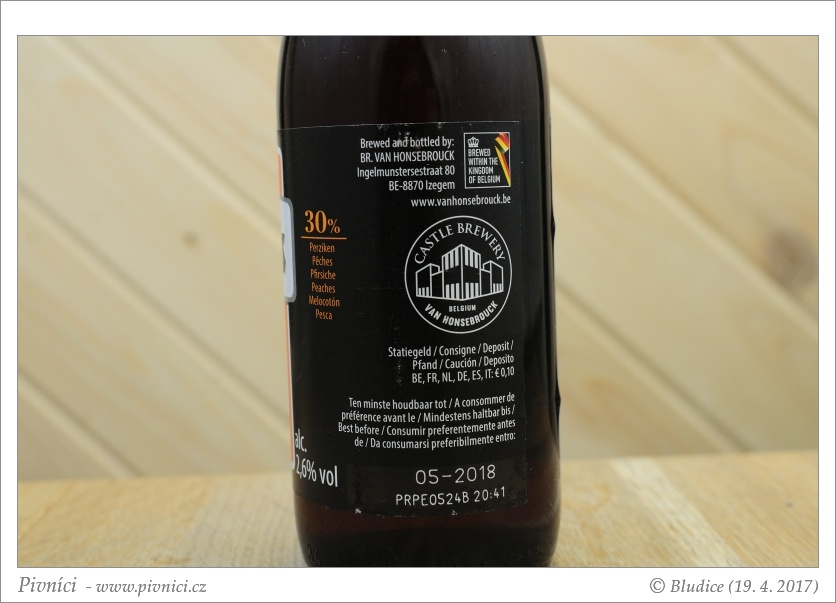 Brewed and bottled by:
BR. VAN HONSEBROUCK
Ingelmunstersestraat 80
BE-8870 Izegem
www.vanhonsebrouck.be
BREWED
WITHIN THE
KINGDOM
OF BELGIUM
30%
Perziken
Pêches
Pfirsiche
Peaches
Melocotón
Pesca
CASTLE BREWERY
BELGIUM
VAN HONSEBROUCK
Statiegeld / Consigne / Deposit /
Pfand / Caución / Deposito
BE, FR, NL, DE, ES, IT: € 0,10
Ten minste houdbaar tot / A consommer de
préférence avant le / Mindestens haltbar bis /
Best before / Consumir preferentemente antes
de / Da consumarsi preferibilmente entro:
alc.
2,6% vol
05-2018
PRPE0524B 20:41
Pivníci - www.pivnici.cz
© Bludice (19. 4. 2017)